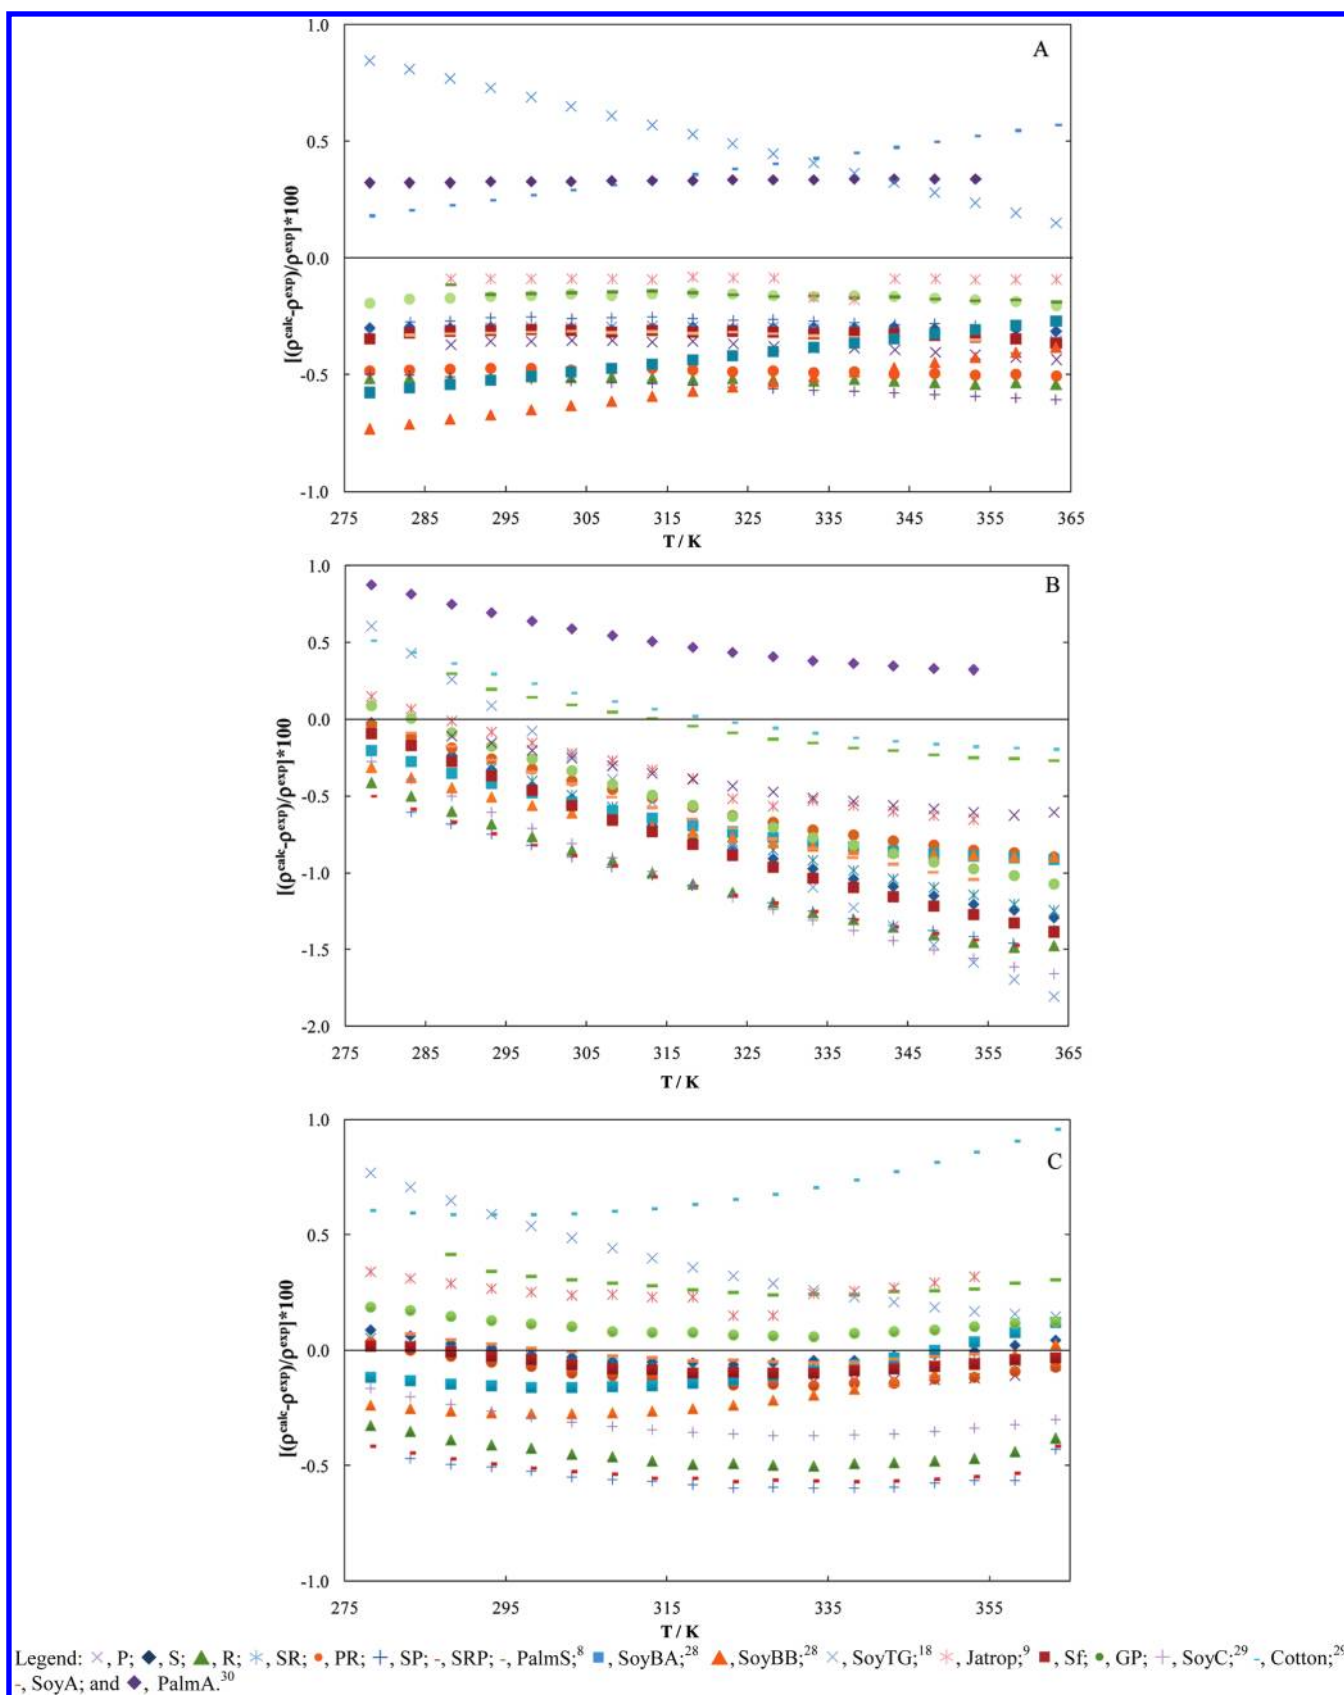 A
1.0
0.5
0.0
-0.5
-1.0
[(ρcalc-ρexp)/ρexp]*100
275 285 295 305 315 325 335 345 355 365
T / K
B
1.0
0.5
0.0
-0.5
-1.0
-1.5
-2.0
[(ρcalc-ρexp)/ρexp]*100
275 285 295 305 315 325 335 345 355 365
T / K
C
1.0
0.5
0.0
-0.5
-1.0
[(ρcalc-ρexp)/ρexp]*100
275 295 315 335 355
T / K
Legend: ×, P; ◆, S; ▲, R; ✳, SR; •, PR; +, SP; -, SRP; -, PalmS;8 ■, SoyBA;28 ▲, SoyBB;28 ×, SoyTG;18 ✳, Jatrop;9 ■, Sf; •, GP; +, SoyC;29 -, Cotton;29
-, SoyA; and ◆, PalmA.30